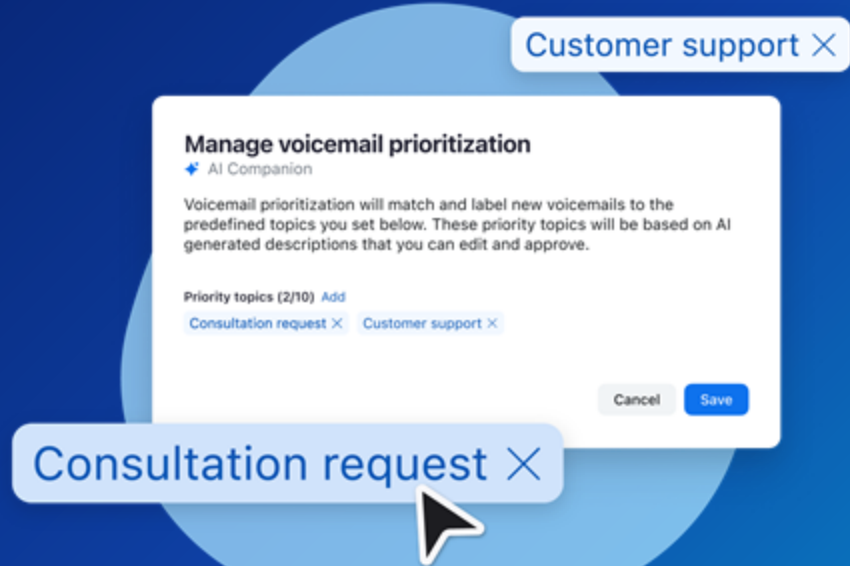 Customer support ×
Manage voicemail prioritization
AI Companion
Voicemail prioritization will match and label new voicemails to the
predefined topics you set below. These priority topics will be based on AI
generated descriptions that you can edit and approve.
Priority topics (2/10) Add
Consultation request × Customer support ×
Cancel Save
Consultation request ×